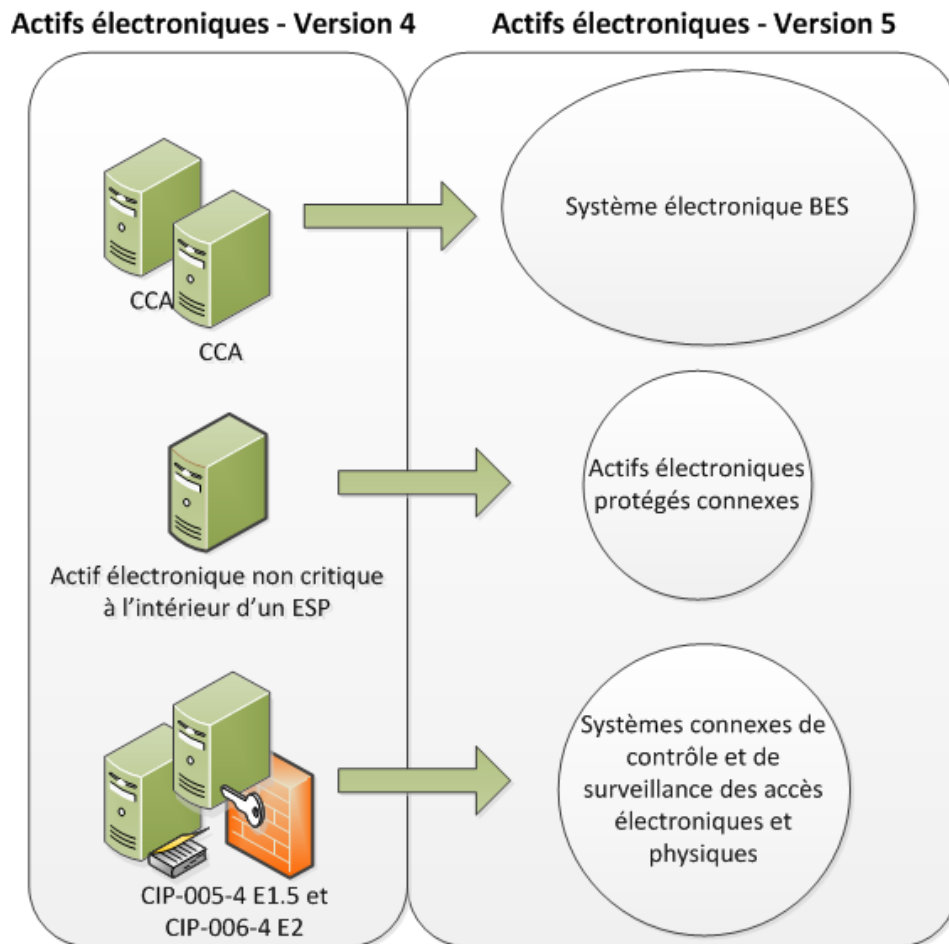 Actifs électroniques - Version 4
Actifs électroniques - Version 5
CCA
CCA
Système électronique BES
Actif électronique non critique
à l’intérieur d’un ESP
Actifs électroniques
protégés connexes
CIP-005-4 E1.5 et
CIP-006-4 E2
Systèmes connexes de
contrôle et de
surveillance des accès
électroniques et
physiques